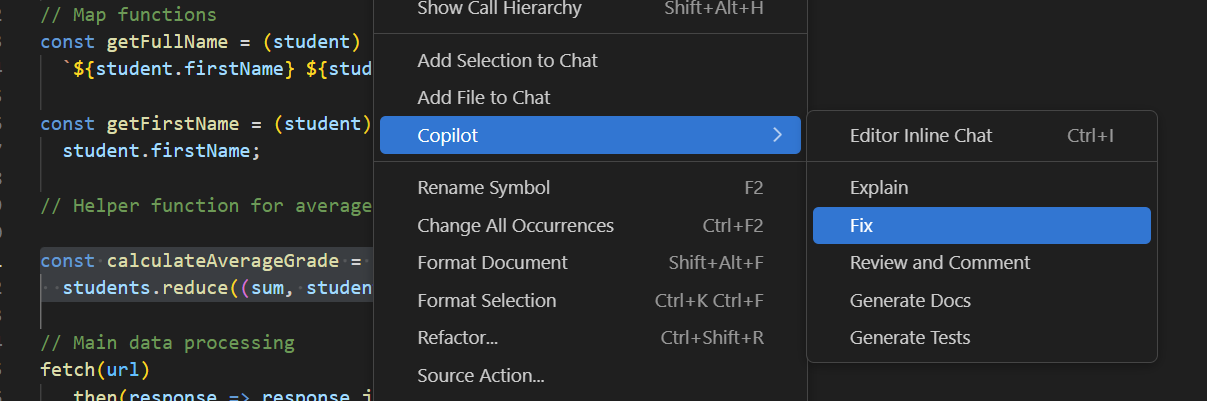 // Map functions
const getFullName = (student)
`${student.firstName} ${stud
const getFirstName = (student)
student.firstName;
// Helper function for average
const calculateAverageGrade =
students.reduce((sum, studen
// Main data processing
fetch(url)
.then(response => response.j
Show Call Hierarchy Shift+Alt+H
Add Selection to Chat
Add File to Chat
Copilot
Rename Symbol F2
Change All Occurrences Ctrl+F2
Format Document Shift+Alt+F
Format Selection Ctrl+K Ctrl+F
Refactor... Ctrl+Shift+R
Source Action...
Editor Inline Chat Ctrl+I
Explain
Fix
Review and Comment
Generate Docs
Generate Tests